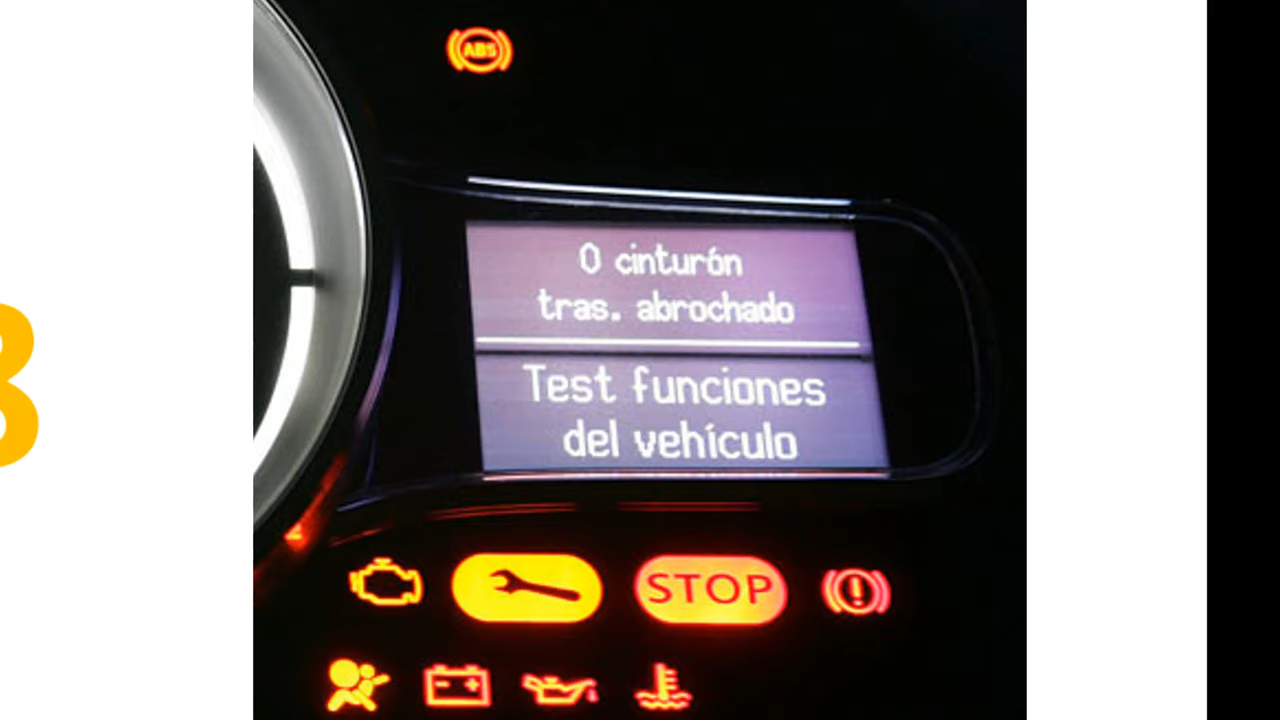 ABS
0 cinturón
tras. abrochado
Test funciones
del vehículo
STOP